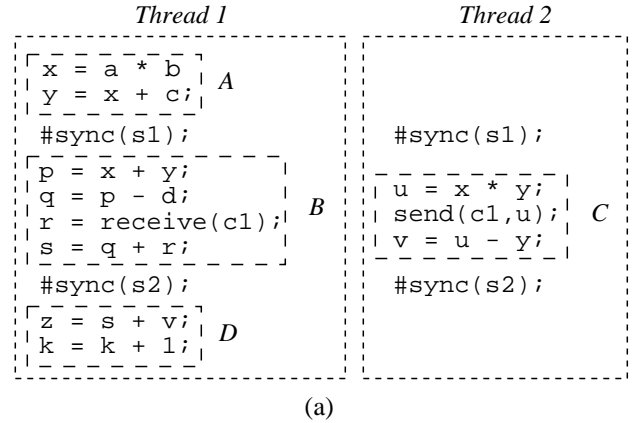 Thread 1
x = a * b
y = x + c;
A
#sync(s1);
p = x + y;
q = p - d;
r = receive(c1);
s = q + r;
B
#sync(s2);
z = s + v;
k = k + 1;
D
Thread 2
#sync(s1);
u = x * y;
send(c1,u);
v = u - y;
C
#sync(s2);
(a)